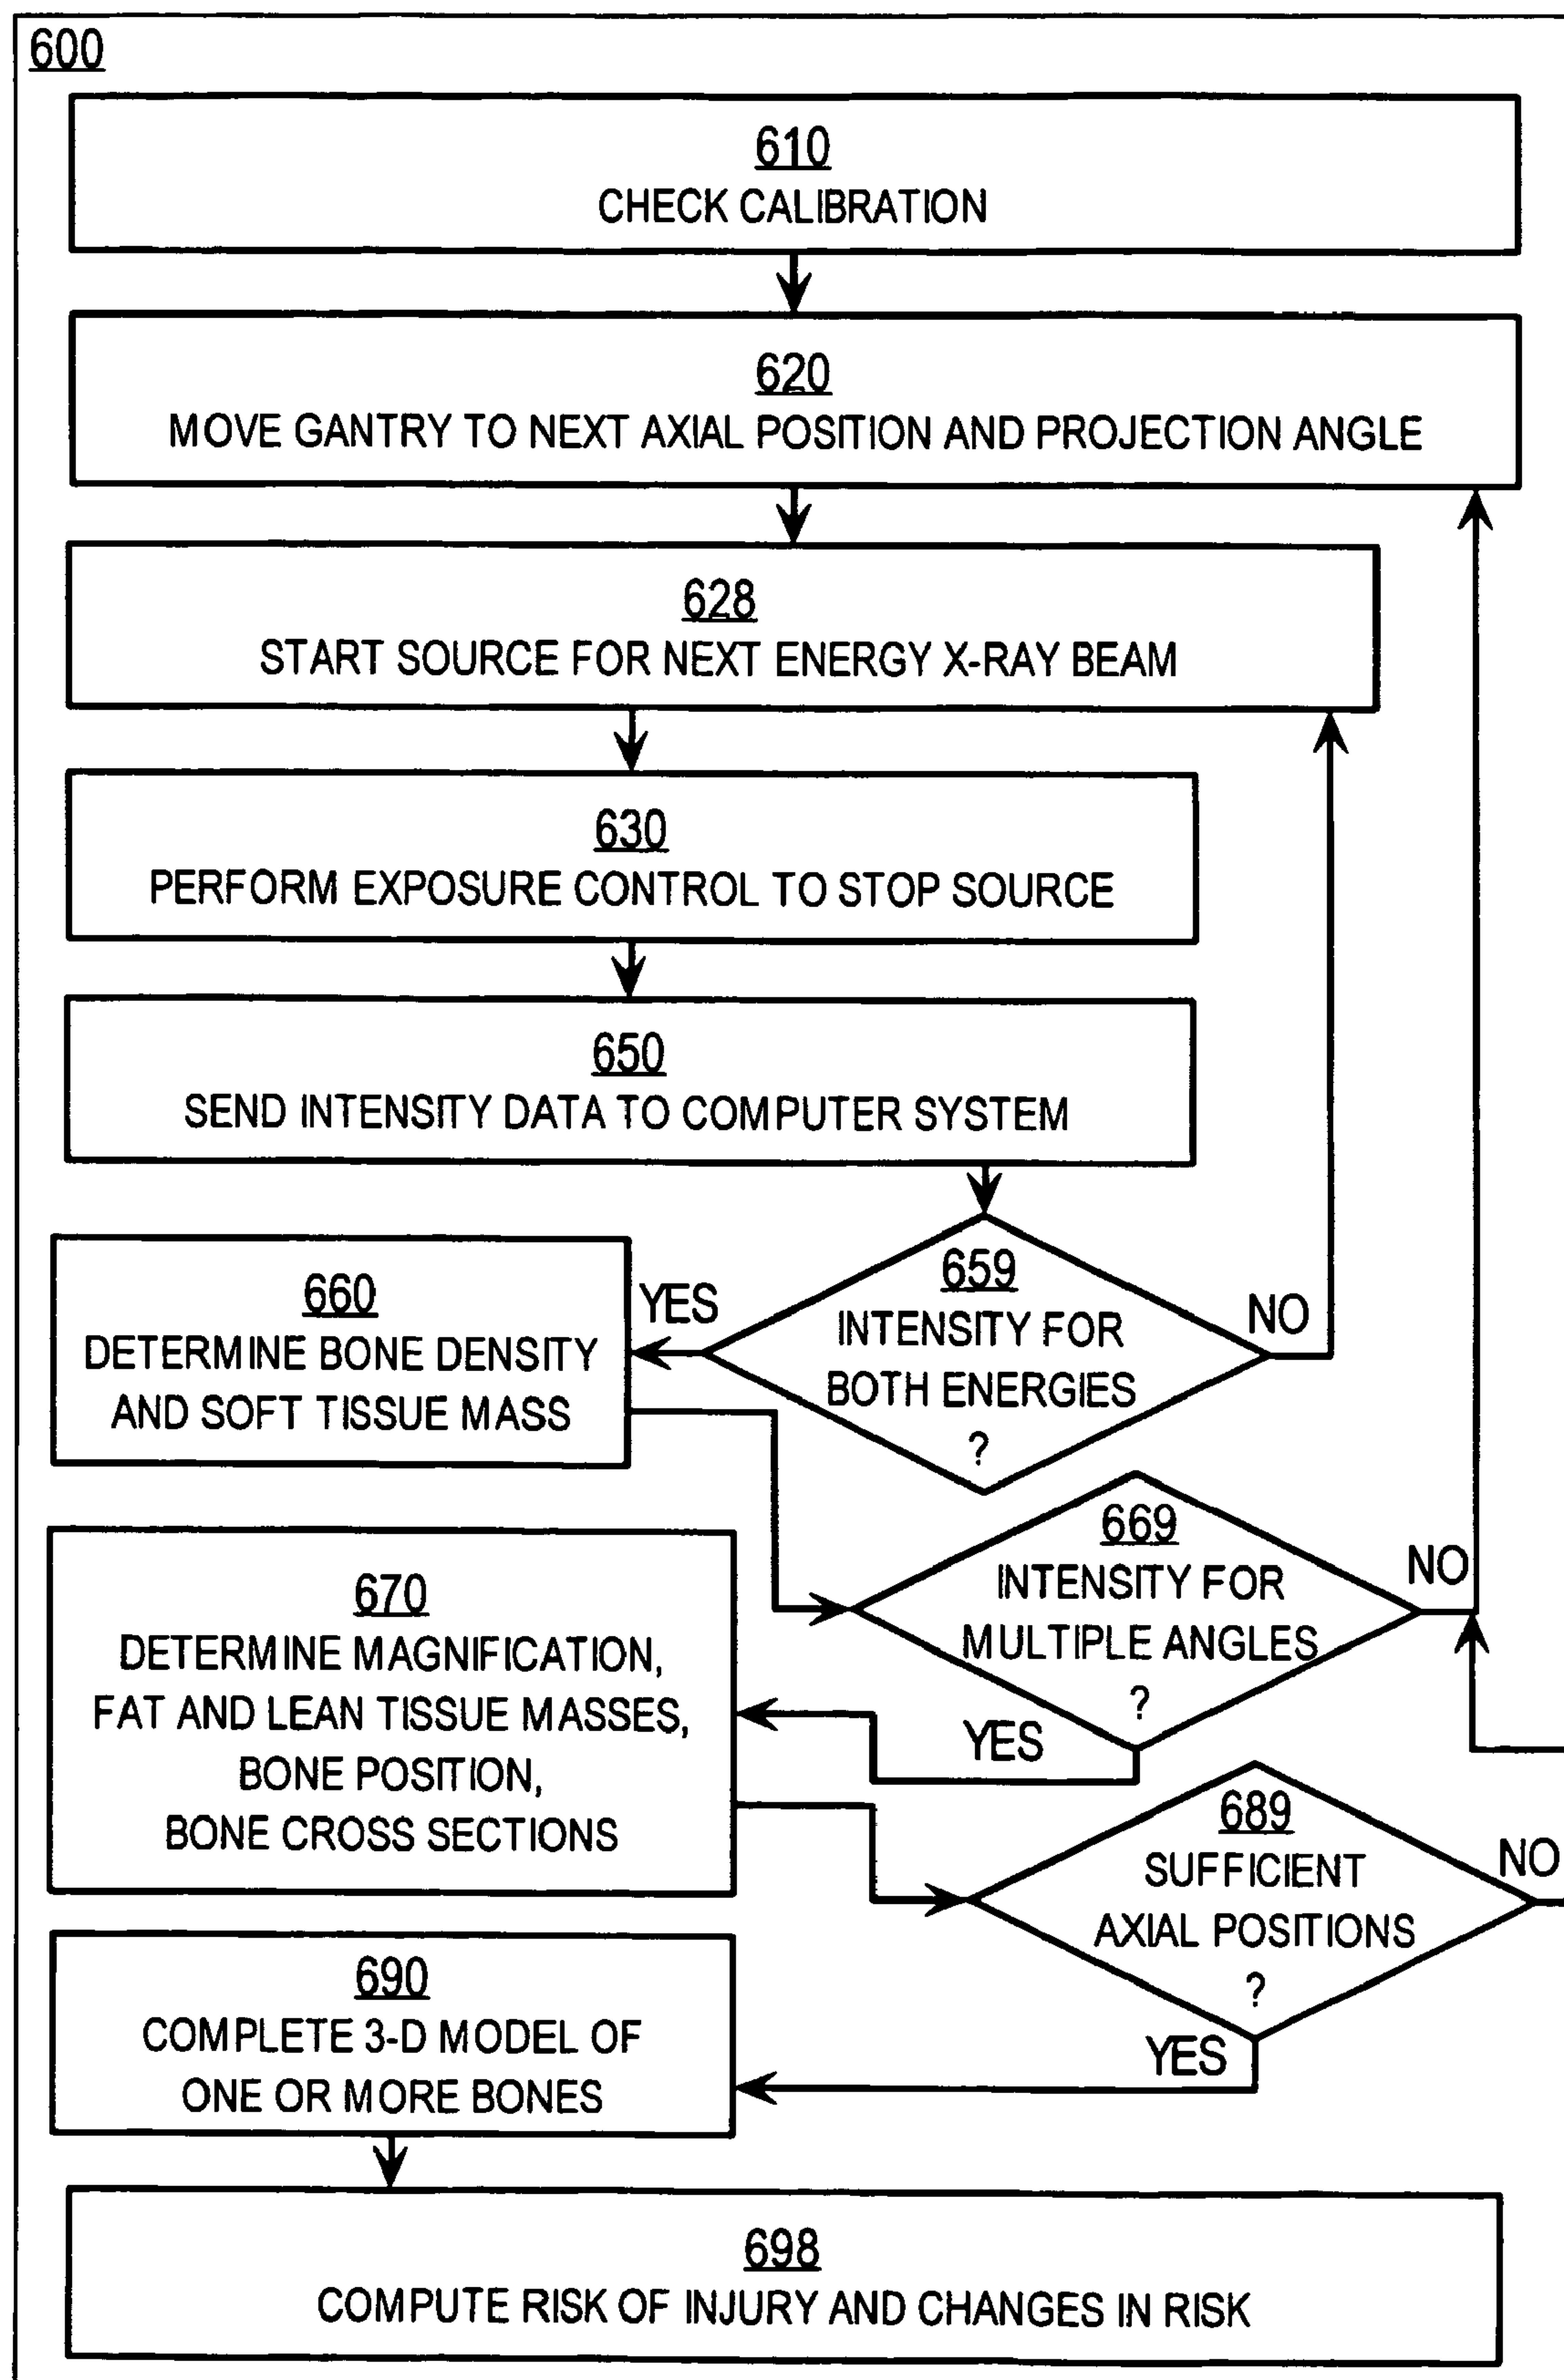 600
610
CHECK CALIBRATION
620
MOVE GANTRY TO NEXT AXIAL POSITION AND PROJECTION ANGLE
628
START SOURCE FOR NEXT ENERGY X-RAY BEAM
630
PERFORM EXPOSURE CONTROL TO STOP SOURCE
650
SEND INTENSITY DATA TO COMPUTER SYSTEM
659
INTENSITY FOR
BOTH ENERGIES
?
YES
NO
660
DETERMINE BONE DENSITY
AND SOFT TISSUE MASS
669
INTENSITY FOR
MULTIPLE ANGLES
?
NO
YES
670
DETERMINE MAGNIFICATION,
FAT AND LEAN TISSUE MASSES,
BONE POSITION,
BONE CROSS SECTIONS
689
SUFFICIENT
AXIAL POSITIONS
?
NO
YES
690
COMPLETE 3-D MODEL OF
ONE OR MORE BONES
698
COMPUTE RISK OF INJURY AND CHANGES IN RISK